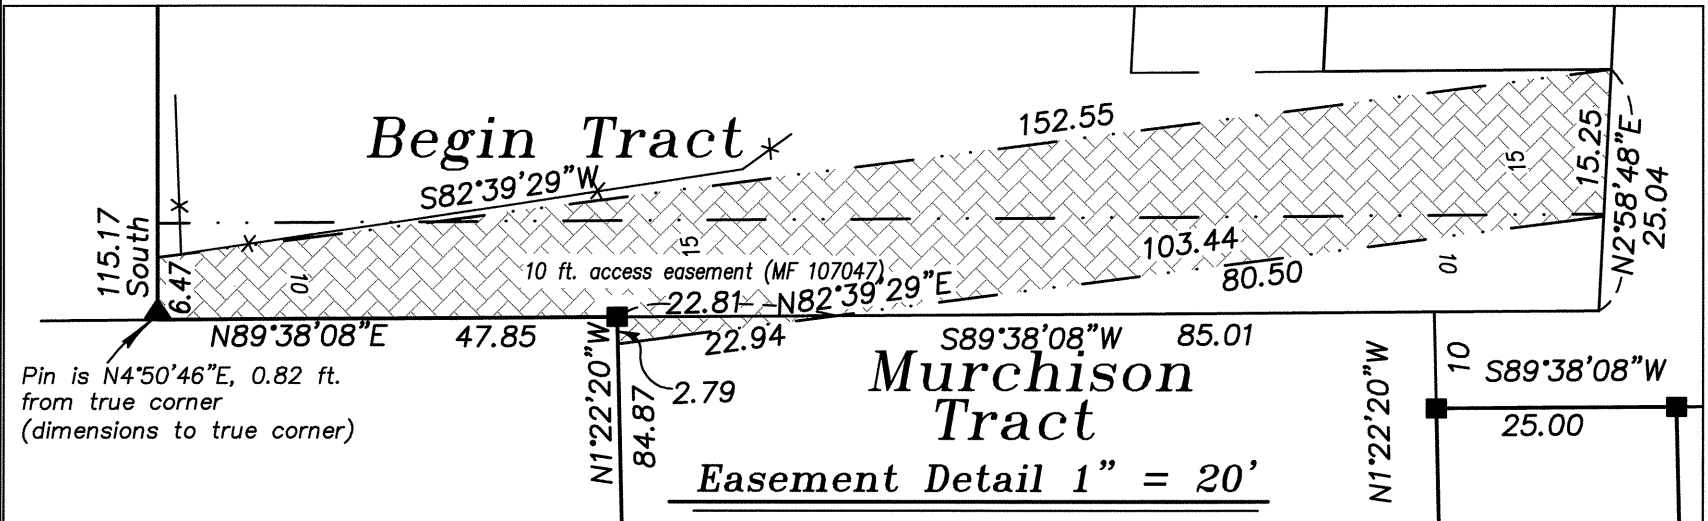 Begin Tract
S82°39'29"W
152.55
115.17
South
6.47
10
15
10 ft. access easement (MF 107047)
22.81
N82°39'29"E
103.44
80.50
10
15
15.25
N2°58'48"E
25.04
N89°38'08"E
47.85
22.94
S89°38'08"W
85.01
2.79
N1°22'20"W
84.87
Pin is N4°50'46"E, 0.82 ft.
from true corner
(dimensions to true corner)
Murchison
Tract
N1°22'20"W
10
S89°38'08"W
25.00
Easement Detail 1" = 20'